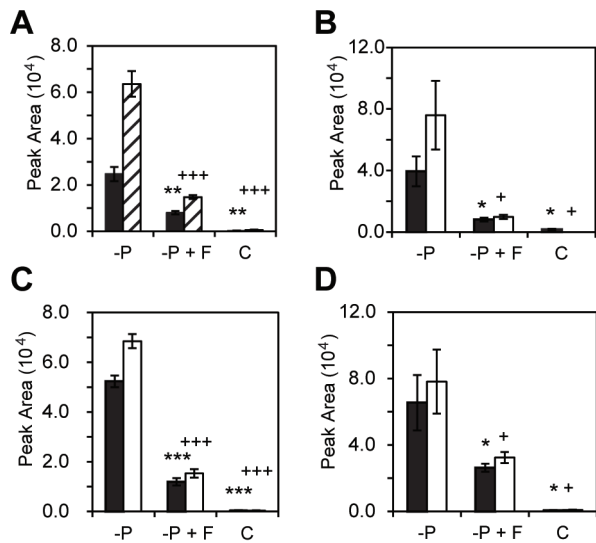 A
Peak Area (10⁴)
8.0
6.0
4.0
2.0
0.0
**
+++
**
+++
-P
-P + F
C
B
Peak Area (10⁴)
12.0
8.0
4.0
0.0
*
+
*
+
-P
-P + F
C
C
Peak Area (10⁴)
8.0
6.0
4.0
2.0
0.0
***
+++
***
+++
-P
-P + F
C
D
Peak Area (10⁴)
12.0
8.0
4.0
0.0
*
+
* +
-P
-P + F
C